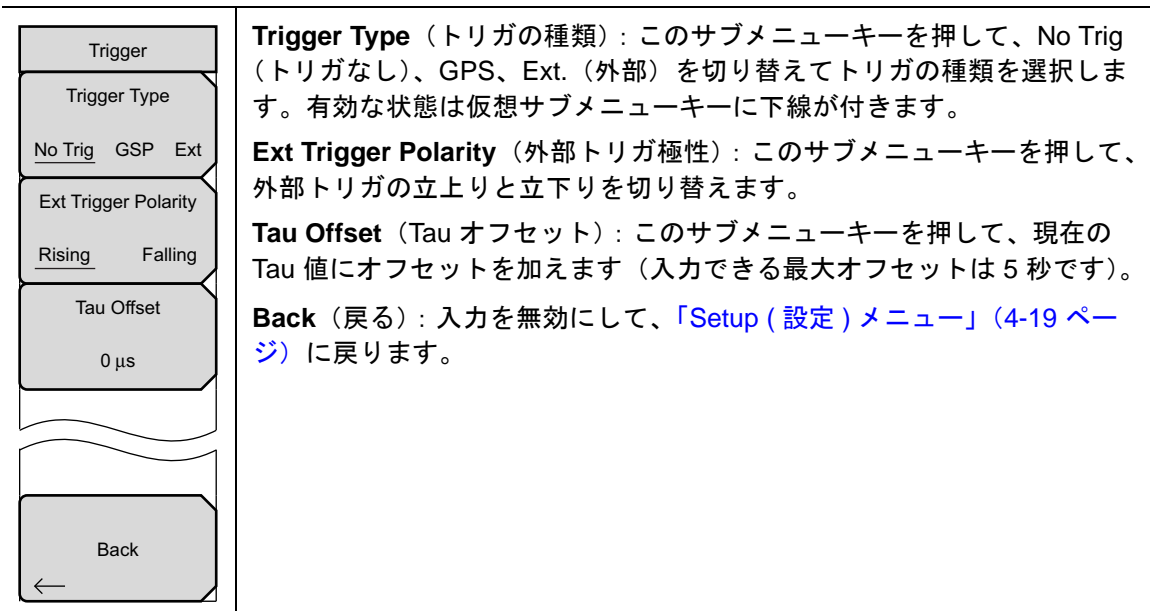 Trigger
Trigger Type
No Trig GSP Ext
Ext Trigger Polarity
Rising Falling
Tau Offset
0 μs
Back
Trigger Type（トリガの種類）: このサブメニューキーを押して、No Trig
（トリガなし）、GPS、Ext.（外部）を切り替えてトリガの種類を選択しま
す。有効な状態は仮想サブメニューキーに下線が付きます。
Ext Trigger Polarity（外部トリガ極性）: このサブメニューキーを押して、
外部トリガの立上りと立下りを切り替えます。
Tau Offset（Tau オフセット）: このサブメニューキーを押して、現在の
Tau 値にオフセットを加えます（入力できる最大オフセットは 5 秒です）。
Back（戻る）: 入力を無効にして、「Setup ( 設定 ) メニュー」（4-19 ペー
ジ）に戻ります。